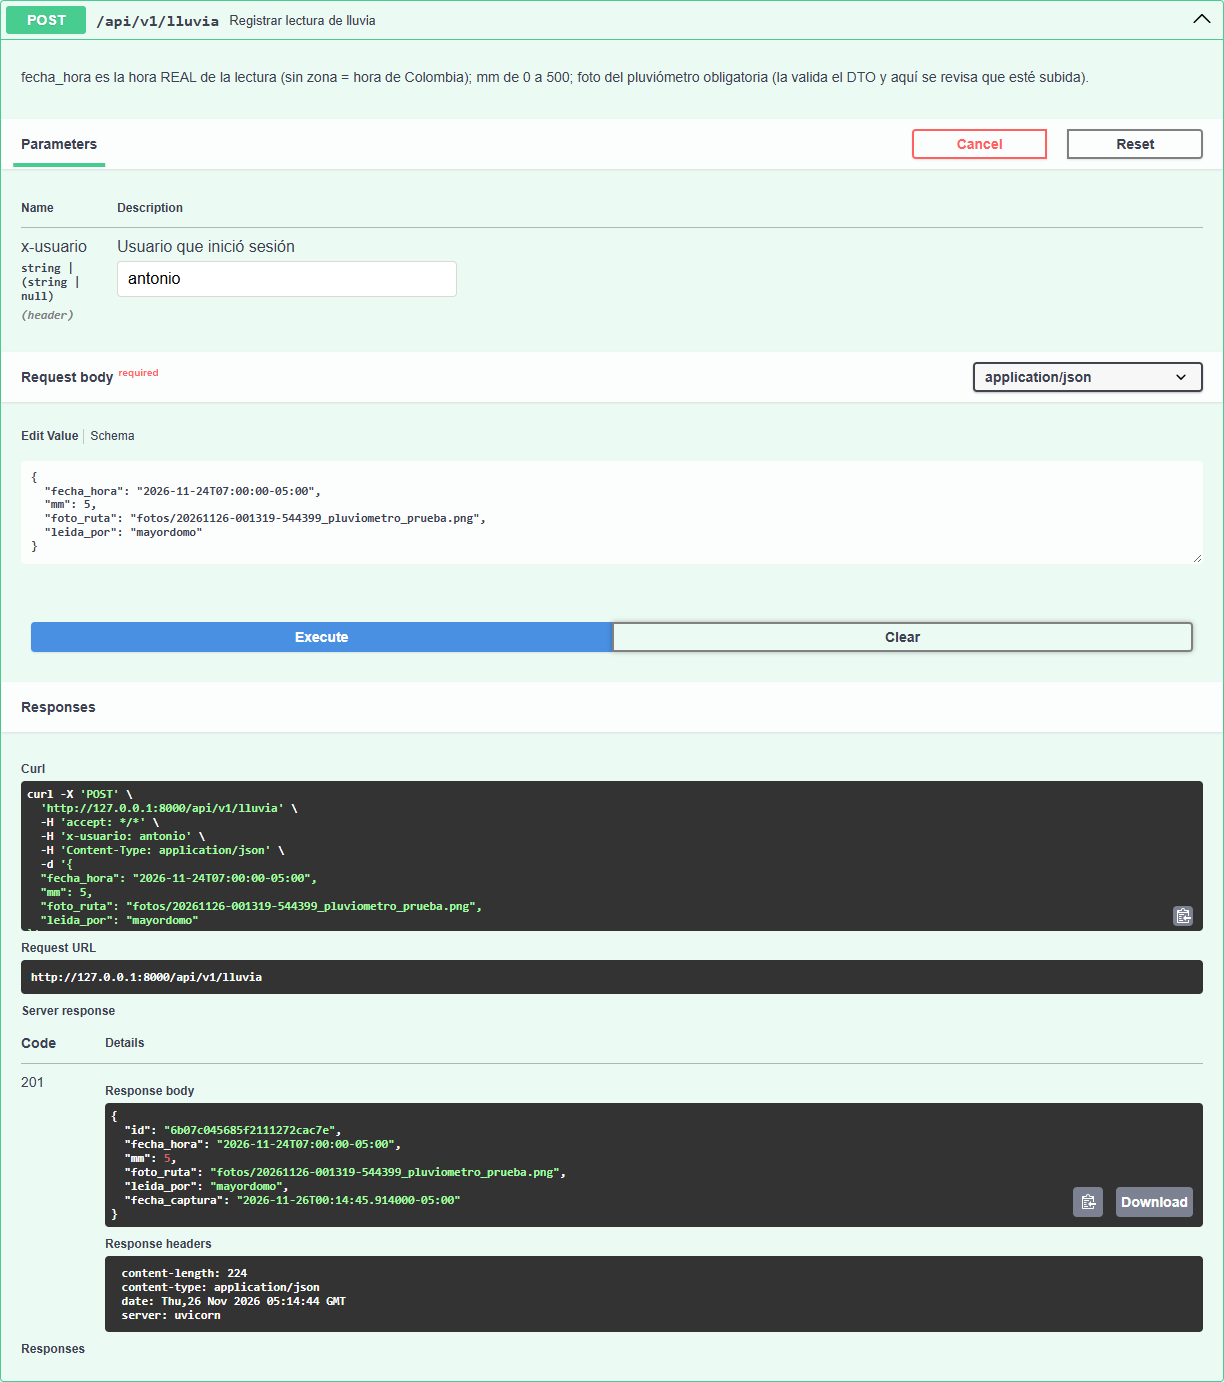 POST /api/v1/lluvia Registrar lectura de lluvia
fecha_hora es la hora REAL de la lectura (sin zona = hora de Colombia); mm de 0 a 500; foto del pluviómetro obligatoria (la valida el DTO y aquí se revisa que esté subida).
Parameters
Cancel
Reset
Name Description
x-usuario
string |
(string |
null)
(header)
Usuario que inició sesión
antonio
Request body required
application/json
Edit Value Schema
{
"fecha_hora": "2026-11-24T07:00:00-05:00",
"mm": 5,
"foto_ruta": "fotos/20261126-001319-544399_pluviometro_prueba.png",
"leida_por": "mayordomo"
}
Execute
Clear
Responses
Curl
curl -X 'POST' \
'http://127.0.0.1:8000/api/v1/lluvia' \
-H 'accept: */*' \
-H 'x-usuario: antonio' \
-H 'Content-Type: application/json' \
-d '{
"fecha_hora": "2026-11-24T07:00:00-05:00",
"mm": 5,
"foto_ruta": "fotos/20261126-001319-544399_pluviometro_prueba.png",
"leida_por": "mayordomo"
Request URL
http://127.0.0.1:8000/api/v1/lluvia
Server response
Code Details
201
Response body
{
"id": "6b07c045685f2111272cac7e",
"fecha_hora": "2026-11-24T07:00:00-05:00",
"mm": 5,
"foto_ruta": "fotos/20261126-001319-544399_pluviometro_prueba.png",
"leida_por": "mayordomo",
"fecha_captura": "2026-11-26T00:14:45.914000-05:00"
}
Download
Response headers
content-length: 224
content-type: application/json
date: Thu,26 Nov 2026 05:14:44 GMT
server: uvicorn
Responses